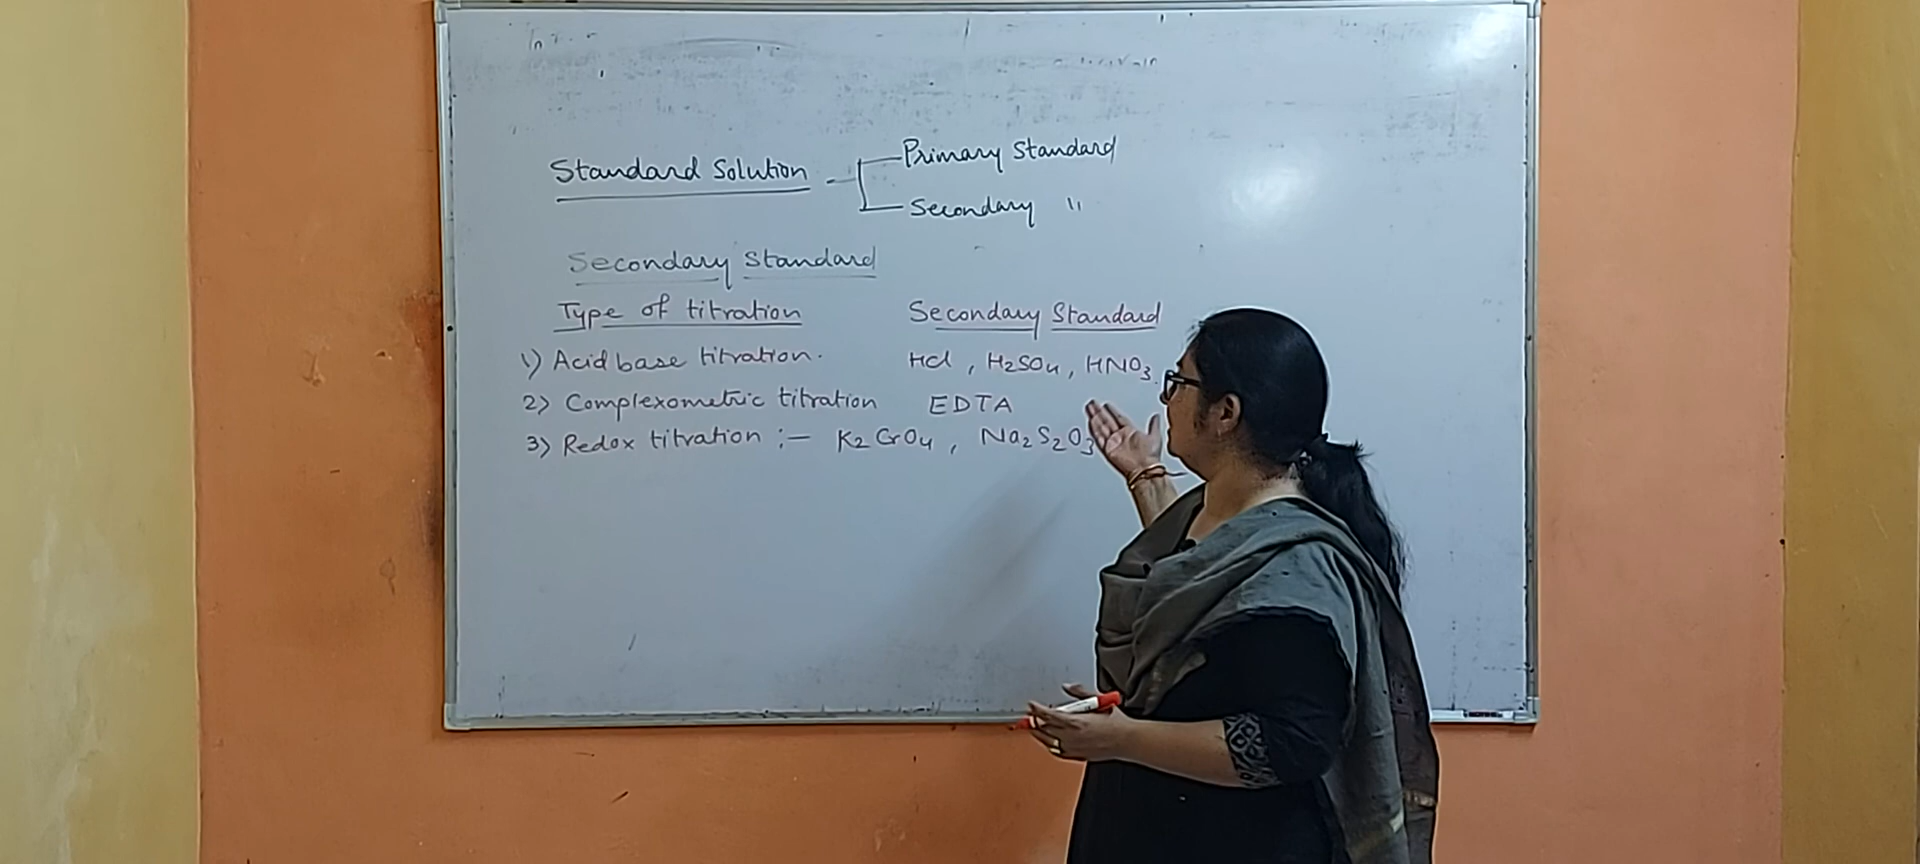 Standard Solution
Primary Standard
Secondary "
Secondary Standard
Type of titration Secondary Standard
1) Acid base titration. HCl , H2SO4 , HNO3
2) Complexometric titration EDTA
3) Redox titration :- K2CrO4 , Na2S2O3